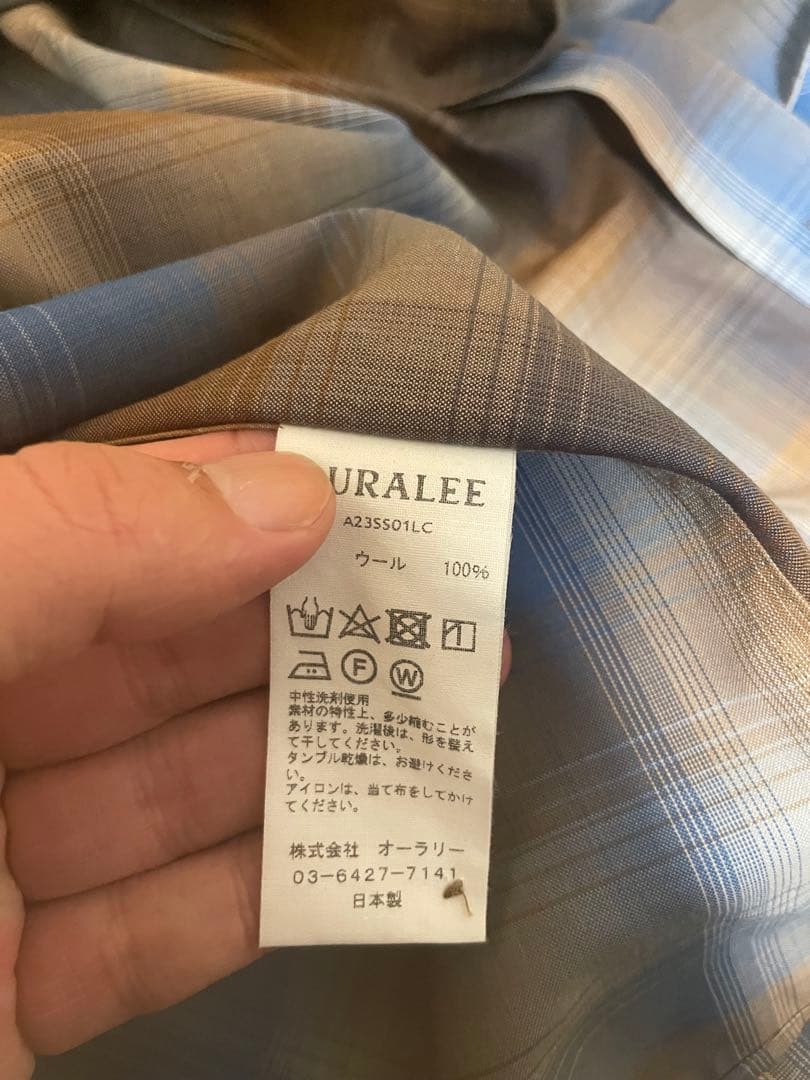 URALEE
A23SS01LC
ウール 100%
F W
中性洗剤使用
素材の特性上、多少縮むことが
あります。洗濯後は、形を整え
て干してください。
タンブル乾燥は、お避けくださ
い。
アイロンは、当て布をしてかけ
てください。
株式会社 オーラリー
03-6427-7141
日本製